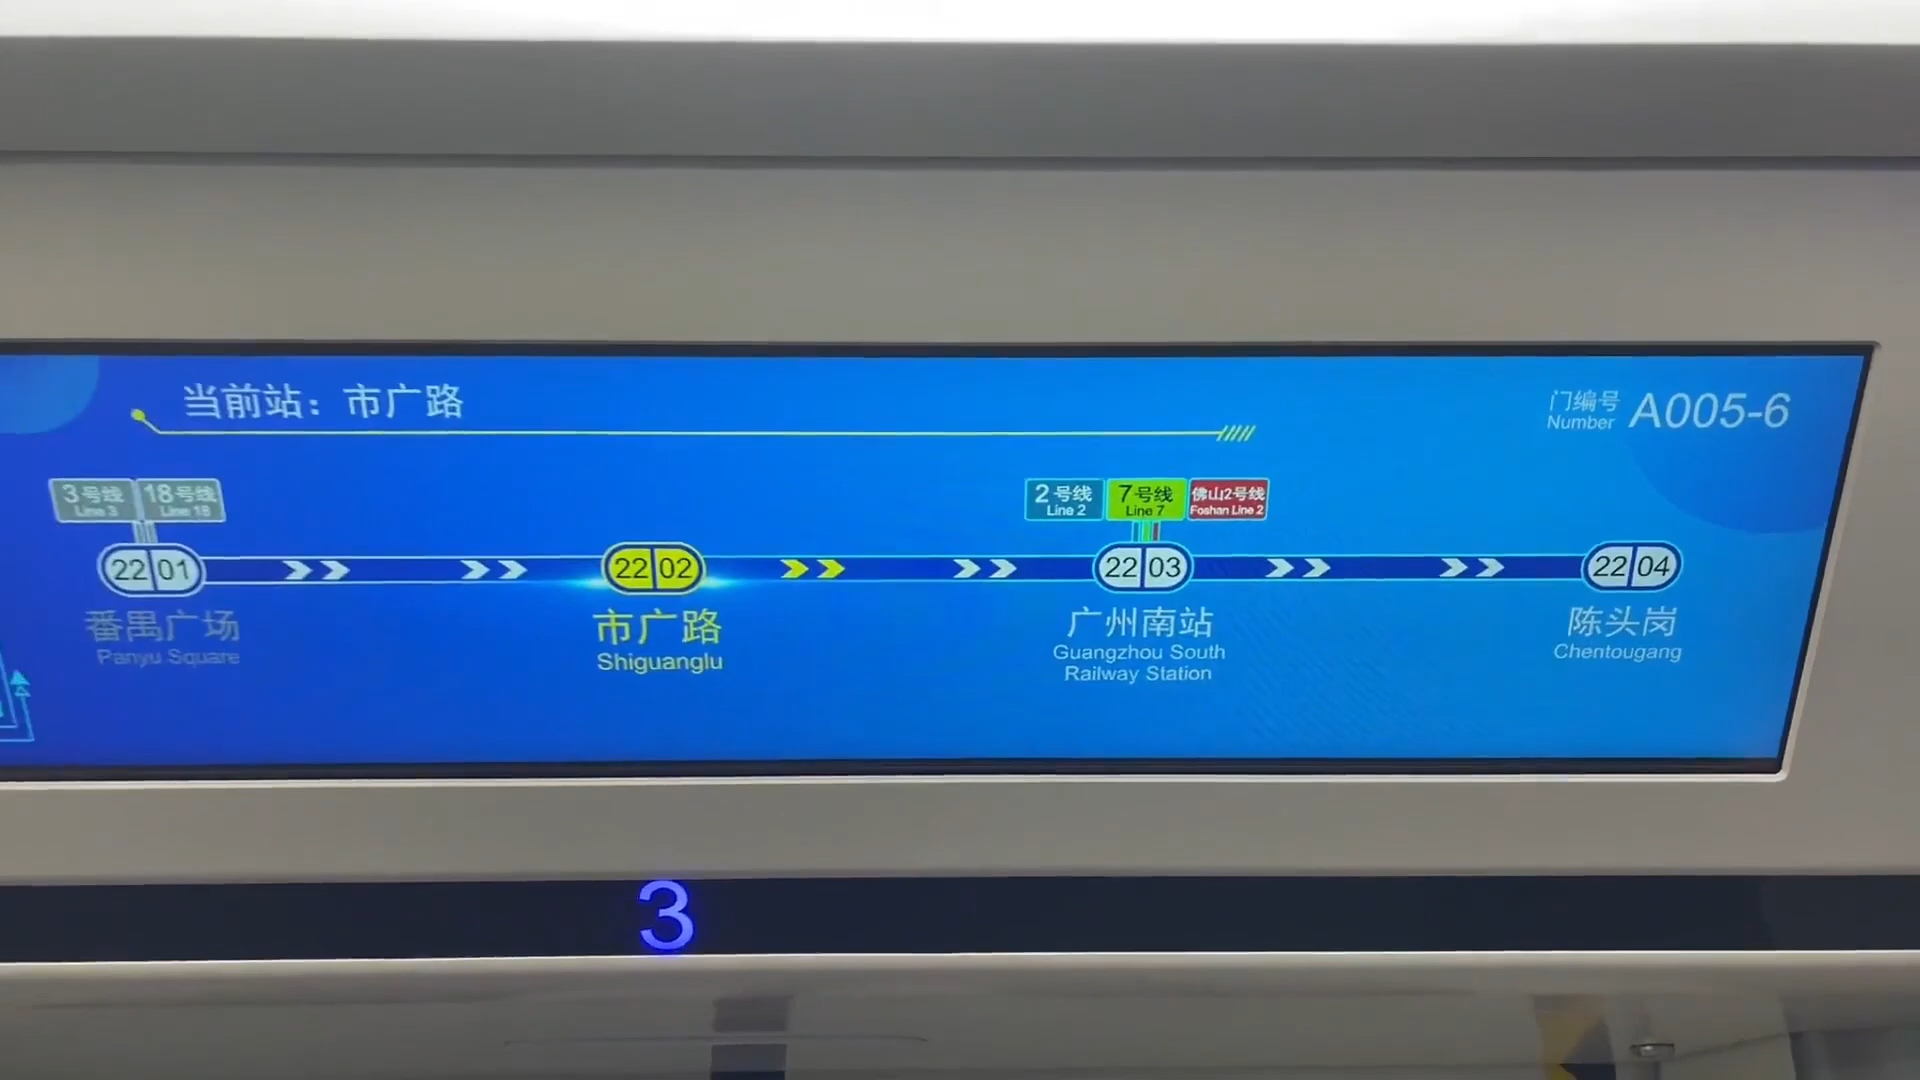 当前站：市广路
门编号
Number
A005-6
3号线
Line 3
18号线
Line 18
2号线
Line 2
7号线
Line 7
佛山2号线
Foshan Line 2
22 01
22 02
22 03
22 04
番禺广场
Panyu Square
市广路
Shiguanglu
广州南站
Guangzhou South
Railway Station
陈头岗
Chentougang
3